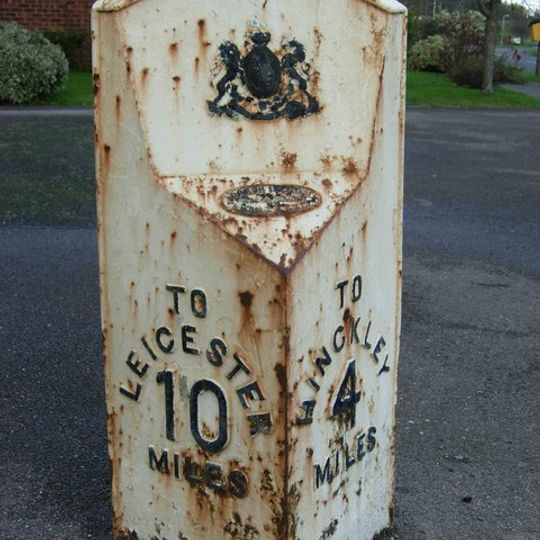 TO
LEICESTER
10
MILES
TO
HINCKLEY
4
MILES